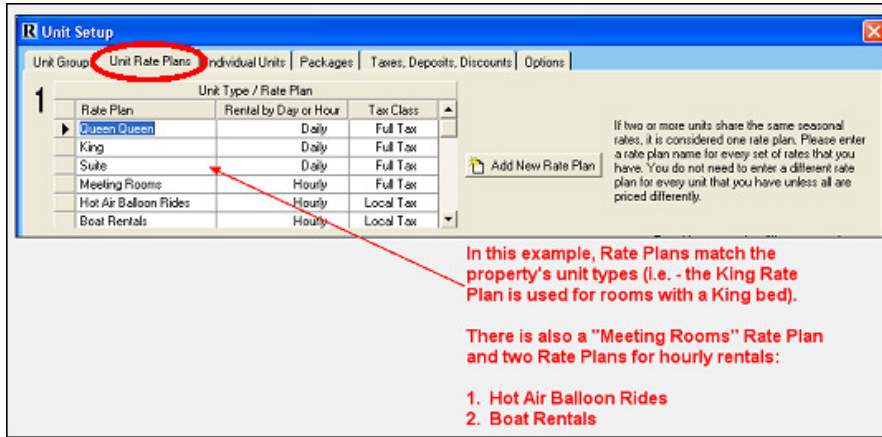 R Unit Setup
Unit Group Unit Rate Plans Individual Units Packages Taxes, Deposits, Discounts Options
1
Unit Type / Rate Plan
Rate Plan Rental by Day or Hour Tax Class
Queen Queen Daily Full Tax
King Daily Full Tax
Suite Daily Full Tax
Meeting Rooms Hourly Full Tax
Hot Air Balloon Rides Hourly Local Tax
Boat Rentals Hourly Local Tax
Add New Rate Plan
If two or more units share the same seasonal
rates, it is considered one rate plan. Please enter
a rate plan name for every set of rates that you
have. You do not need to enter a different rate
plan for every unit that you have unless all are
priced differently.
In this example, Rate Plans match the
property's unit types (i.e. - the King Rate
Plan is used for rooms with a King bed).
There is also a "Meeting Rooms" Rate Plan
and two Rate Plans for hourly rentals:
1. Hot Air Balloon Rides
2. Boat Rentals